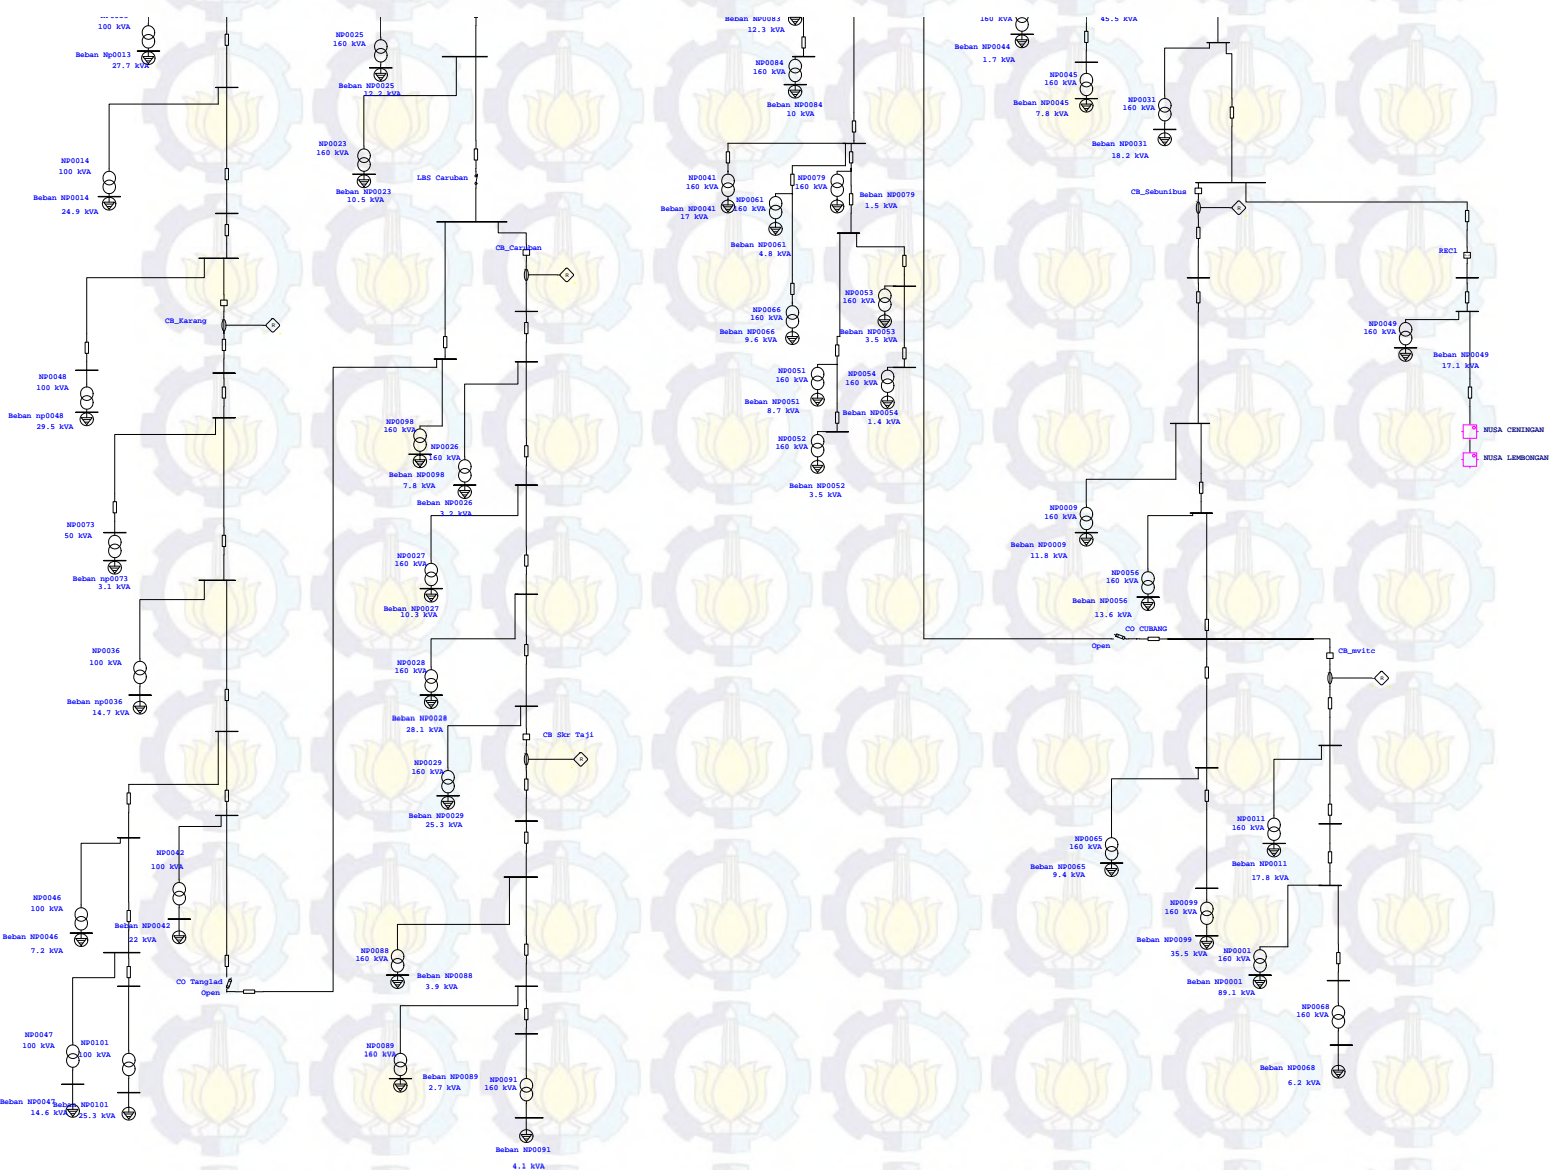 100 kVA
Beban Np0013
27.7 kVA
NP0014
100 kVA
Beban NP0014
24.9 kVA
CB_Karang
NP0048
100 kVA
Beban np0048
29.5 kVA
NP0073
50 kVA
Beban np0073
3.1 kVA
NP0036
100 kVA
Beban np0036
14.7 kVA
NP0042
100 kVA
Beban NP0042
22 kVA
NP0046
100 kVA
Beban NP0046
7.2 kVA
CO Tanglad
Open
NP0047
100 kVA
Beban NP0047
14.6 kVA
NP0101
100 kVA
Beban NP0101
25.3 kVA
NP0025
160 kVA
Beban NP0025
12.2 kVA
NP0023
160 kVA
Beban NP0023
10.5 kVA
LBS Caruban
CB_Caruban
R
R
NP0098
160 kVA
Beban NP0098
7.8 kVA
NP0026
160 kVA
Beban NP0026
3.2 kVA
NP0027
160 kVA
Beban NP0027
10.3 kVA
NP0028
160 kVA
Beban NP0028
28.1 kVA
CB Skr Taji
R
NP0029
160 kVA
Beban NP0029
25.3 kVA
NP0088
160 kVA
Beban NP0088
3.9 kVA
NP0089
160 kVA
Beban NP0089
2.7 kVA
NP0091
160 kVA
Beban NP0091
4.1 kVA
Beban NP0083
12.3 kVA
NP0084
160 kVA
Beban NP0084
10 kVA
NP0041
160 kVA
Beban NP0041
17 kVA
NP0061
160 kVA
Beban NP0061
4.8 kVA
NP0079
160 kVA
Beban NP0079
1.5 kVA
NP0066
160 kVA
Beban NP0066
9.6 kVA
NP0053
160 kVA
Beban NP0053
3.5 kVA
NP0051
160 kVA
Beban NP0051
8.7 kVA
NP0054
160 kVA
Beban NP0054
1.4 kVA
NP0052
160 kVA
Beban NP0052
3.5 kVA
160 kVA
Beban NP0044
1.7 kVA
45.5 kVA
NP0045
160 kVA
Beban NP0045
7.8 kVA
NP0031
160 kVA
Beban NP0031
18.2 kVA
CB_Sebunibus
R
REC1
NP0049
160 kVA
Beban NP0049
17.1 kVA
NUSA CENINGAN
NUSA LEMBONGAN
NP0009
160 kVA
Beban NP0009
11.8 kVA
NP0056
160 kVA
Beban NP0056
13.6 kVA
CO CUBANG
Open
CB_mvitc
R
NP0065
160 kVA
Beban NP0065
9.4 kVA
NP0011
160 kVA
Beban NP0011
17.8 kVA
NP0099
160 kVA
Beban NP0099
35.5 kVA
NP0001
160 kVA
Beban NP0001
89.1 kVA
NP0068
160 kVA
Beban NP0068
6.2 kVA